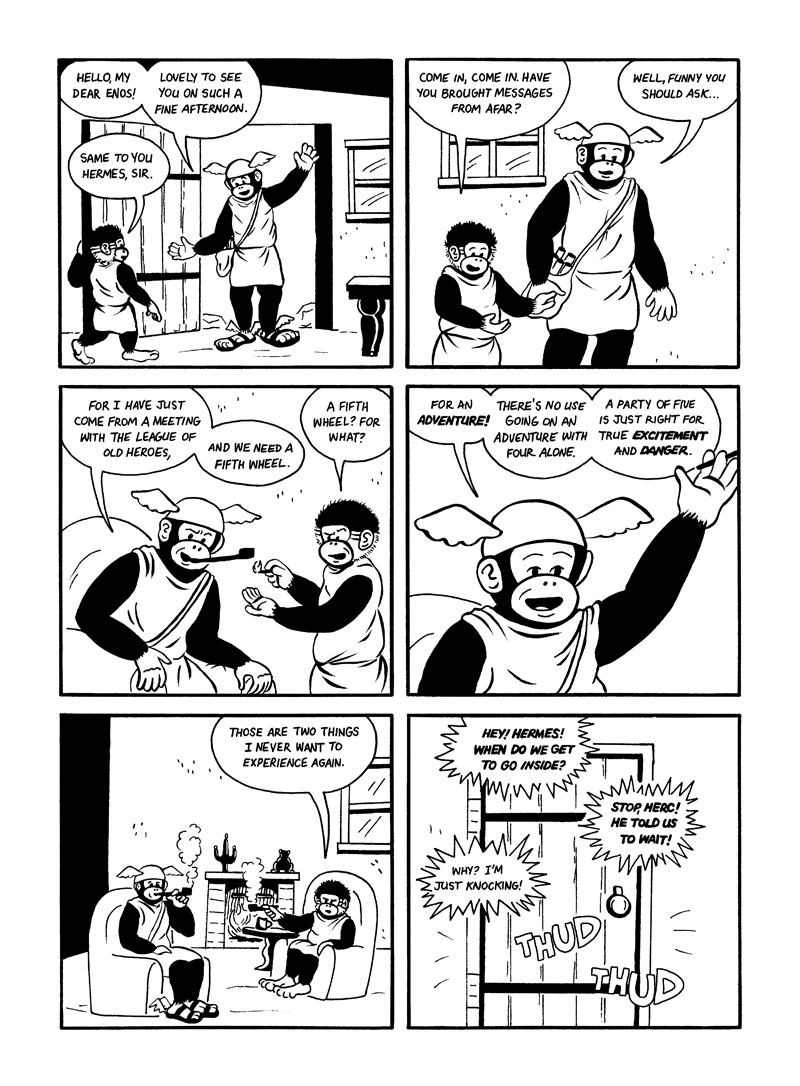 HELLO, MY
DEAR ENOS!
LOVELY TO SEE
YOU ON SUCH A
FINE AFTERNOON.
SAME TO YOU
HERMES, SIR.
COME IN, COME IN. HAVE
YOU BROUGHT MESSAGES
FROM AFAR?
WELL, FUNNY YOU
SHOULD ASK...
FOR I HAVE JUST
COME FROM A MEETING
WITH THE LEAGUE OF
OLD HEROES,
AND WE NEED A
FIFTH WHEEL.
A FIFTH
WHEEL? FOR
WHAT?
FOR AN
ADVENTURE!
THERE'S NO USE
GOING ON AN
ADVENTURE WITH
FOUR ALONE.
A PARTY OF FIVE
IS JUST RIGHT FOR
TRUE EXCITEMENT
AND DANGER.
THOSE ARE TWO THINGS
I NEVER WANT TO
EXPERIENCE AGAIN.
HEY! HERMES!
WHEN DO WE GET
TO GO INSIDE?
STOP, HERC!
HE TOLD US
TO WAIT!
WHY? I'M
JUST KNOCKING!
THUD
THUD